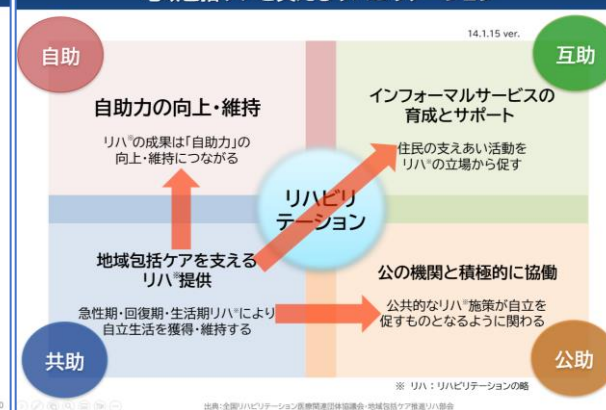 14.1.15 ver.
自助
互助
自助力の向上・維持
リハ※の成果は「自助力」の
向上・維持につながる
インフォーマルサービスの
育成とサポート
住民の支えあい活動を
リハ※の立場から促す
リハビリ
テーション
地域包括ケアを支える
リハ※提供
急性期・回復期・生活期リハ※により
自立生活を獲得・維持する
公の機関と積極的に協働
公共的なリハ※施策が自立を
促すものとなるように関わる
共助
公助
※ リハ：リハビリテーションの略
出典：全国リハビリテーション医療関連団体協議会・地域包括ケア推進リハ部会